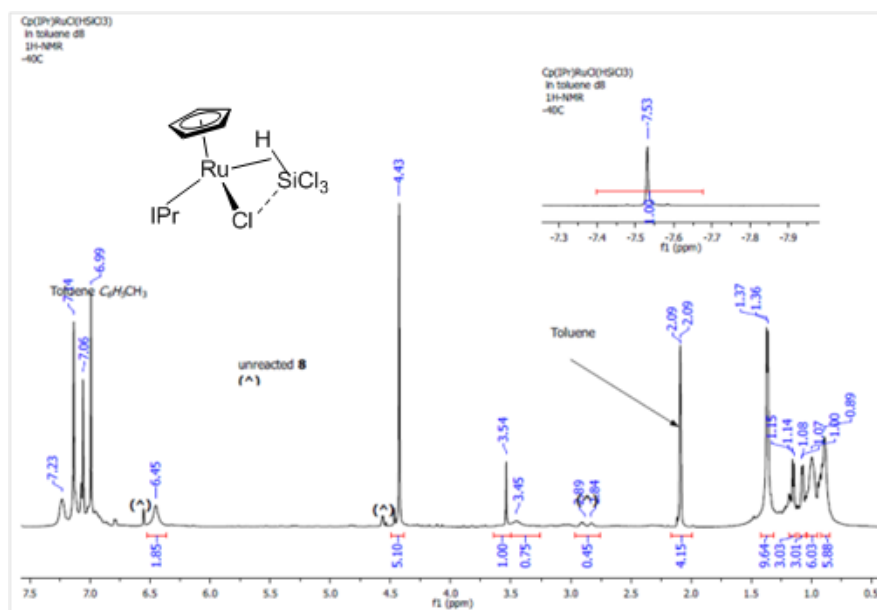 Cp(IPr)RuCl(HSiCl3)
in toluene d8
1H-NMR
-40C
H
Ru
SiCl3
IPr
Cl
Cp(IPr)RuCl(HSiCl3)
in toluene d8
1H-NMR
-40C
-7.53
1.00
-7.3 -7.4 -7.5 -7.6 -7.7 -7.8 -7.9
f1 (ppm)
Toluene C6H5CH3
unreacted 8
(^)
Toluene
7.23
7.14
7.06
6.99
(^)
6.45
(^)
4.43
3.54
3.45
(^)
2.09
2.09
1.37
1.36
1.15
1.14
1.08
1.07
1.00
0.89
1.85
5.10
1.00
0.75
0.45
4.15
9.64
3.03
3.01
6.03
5.88
7.5 7.0 6.5 6.0 5.5 5.0 4.5 4.0 3.5 3.0 2.5 2.0 1.5 1.0
f1 (ppm)